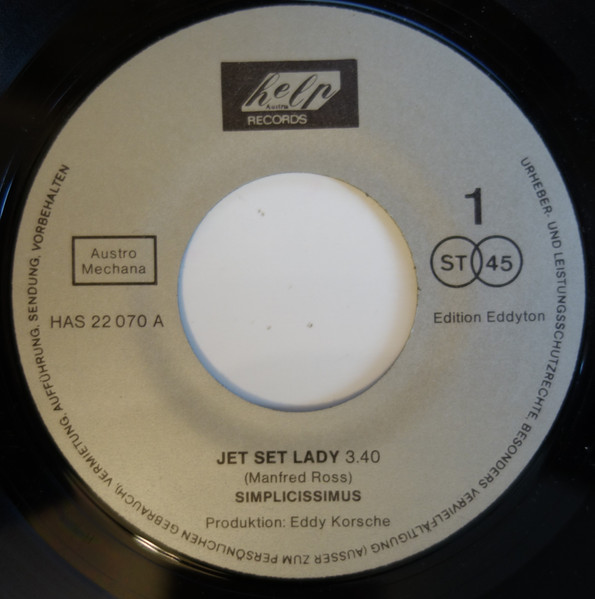 help
Austria
RECORDS
1
ST 45
Austro
Mechana
HAS 22 070 A
Edition Eddyton
JET SET LADY 3.40
(Manfred Ross)
SIMPLICISSIMUS
Produktion: Eddy Korsche
URHEBER- UND LEISTUNGSSCHUTZRECHTE, BESONDERS VERVIELFÄLTIGUNG (AUSSER ZUM PERSÖNLICHEN GEBRAUCH), VERMIETUNG, AUFFÜHRUNG, SENDUNG, VORBEHALTEN